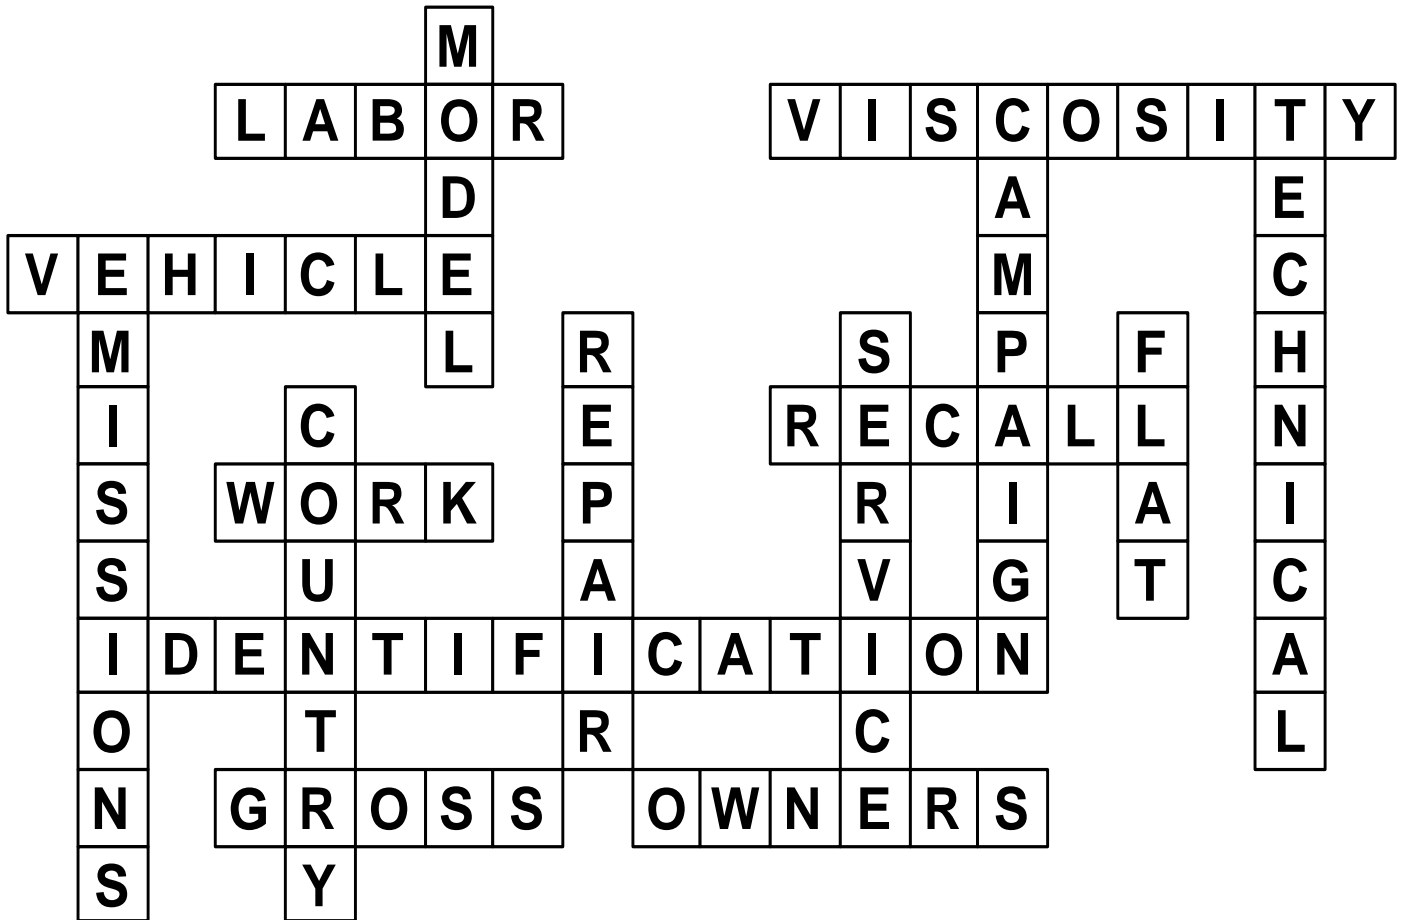 M
LABOR VISCOSITY
D A E
VEHICLE M C
M L R S P F H
I C E RECALL N
S WORK P R I A I
S U A V G T C
IDENTIFICATION A
O T R C L
N GROSS OWNERS
S Y